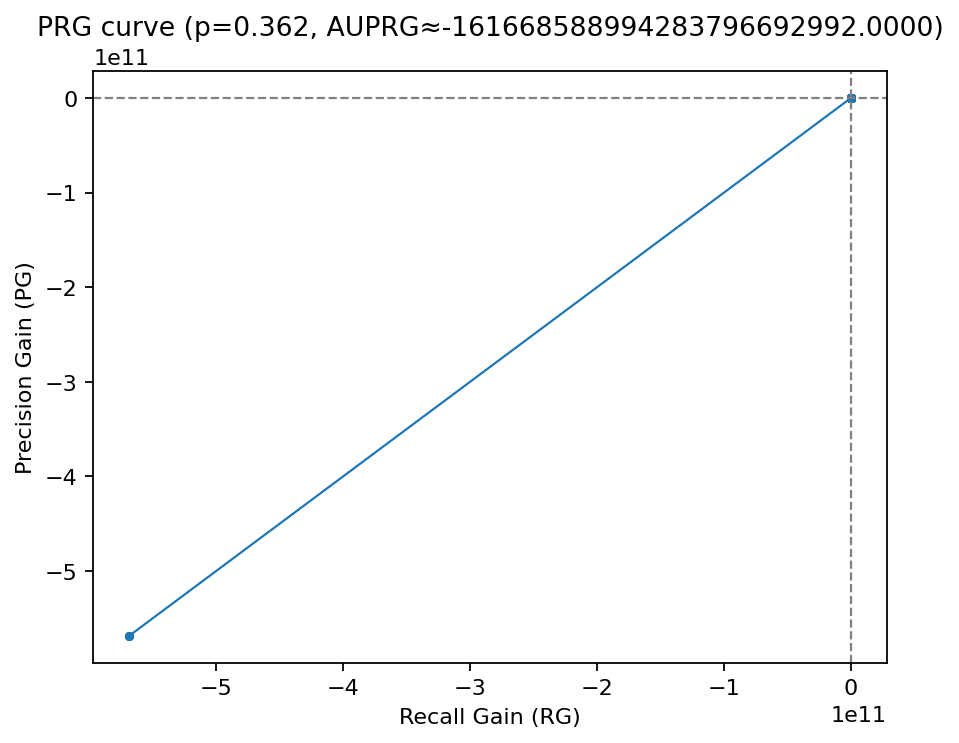 PRG curve (p=0.362, AUPRG≈-161668588994283796692992.0000)
1e11
0
−1
−2
−3
−4
−5
Precision Gain (PG)
−5 −4 −3 −2 −1 0
1e11
Recall Gain (RG)